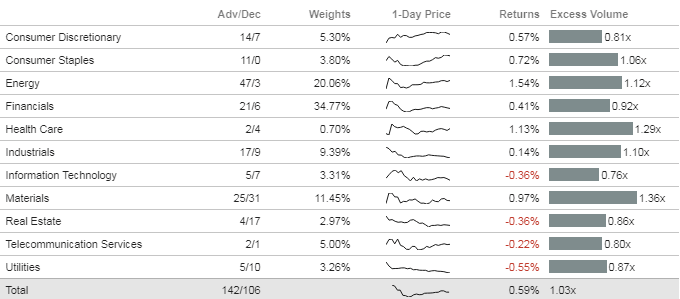 Adv/Dec Weights 1-Day Price Returns Excess Volume
Consumer Discretionary 14/7 5.30% 0.57% 0.81x
Consumer Staples 11/0 3.80% 0.72% 1.06x
Energy 47/3 20.06% 1.54% 1.12x
Financials 21/6 34.77% 0.41% 0.92x
Health Care 2/4 0.70% 1.13% 1.29x
Industrials 17/9 9.39% 0.14% 1.10x
Information Technology 5/7 3.31% -0.36% 0.76x
Materials 25/31 11.45% 0.97% 1.36x
Real Estate 4/17 2.97% -0.36% 0.86x
Telecommunication Services 2/1 5.00% -0.22% 0.80x
Utilities 5/10 3.26% -0.55% 0.87x
Total 142/106 0.59% 1.03x